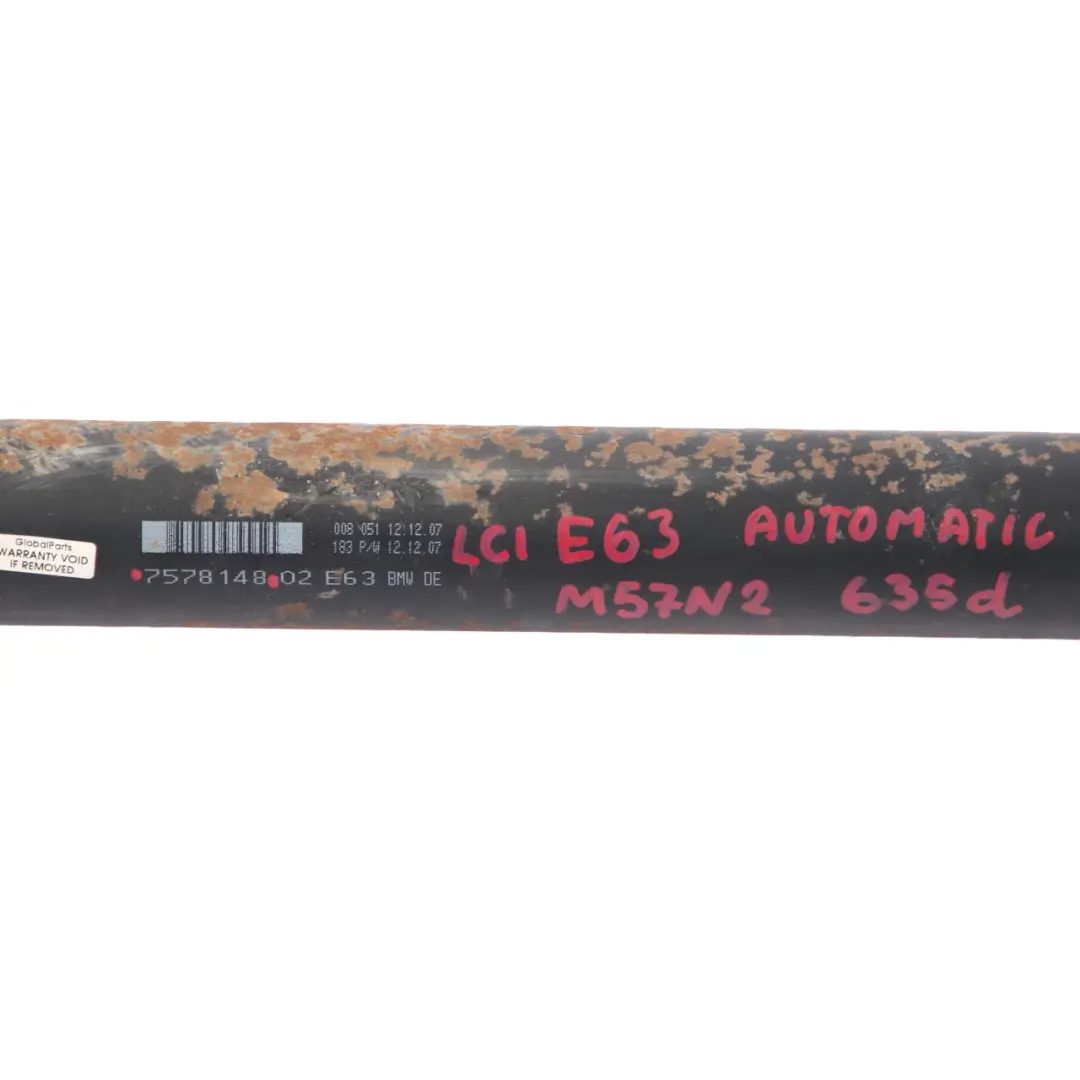 GlobalParts
WARRANTY VOID
IF REMOVED
008 051 12.12.07
183 P/W 12.12.07
7578148.02 E63 BMW DE
LCI E63 AUTOMATIC
M57N2 635d